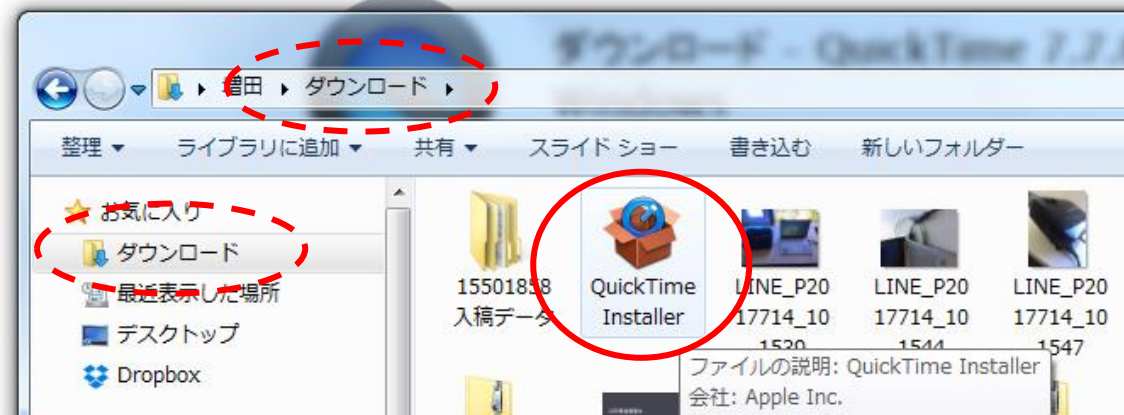 ダウンロード - QuickTime 7.7.
Windows
増田 ダウンロード
整理 ライブラリに追加 共有 スライド ショー 書き込む 新しいフォルダー
お気に入り
ダウンロード
最近表示した場所
デスクトップ
Dropbox
15501858
入稿データ
QuickTime
Installer
LINE_P20
17714_10
1539
LINE_P20
17714_10
1544
LINE_P20
17714_10
1547
ファイルの説明: QuickTime Installer
会社: Apple Inc.